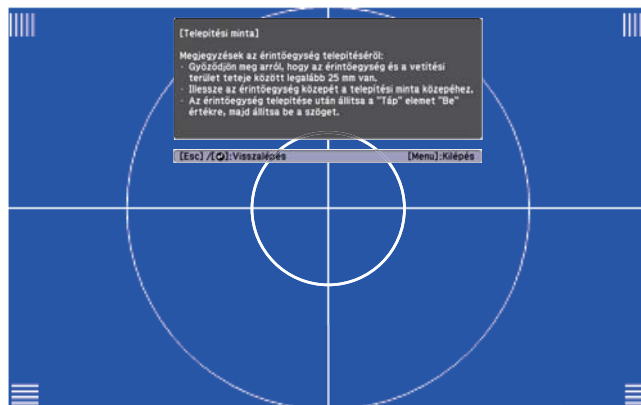 [Telepítési minta]
Megjegyzések az érintőegység telepítéséről:
· Győződjön meg arról, hogy az érintőegység és a vetítési
terület teteje között legalább 25 mm van.
· Illessze az érintőegység közepét a telepítési minta közepéhez.
· Az érintőegység telepítése után állítsa a "Táp" elemet "Be"
értékre, majd állítsa be a szöget.
[Esc] /[⮌]:Visszalépés [Menu]:Kilépés